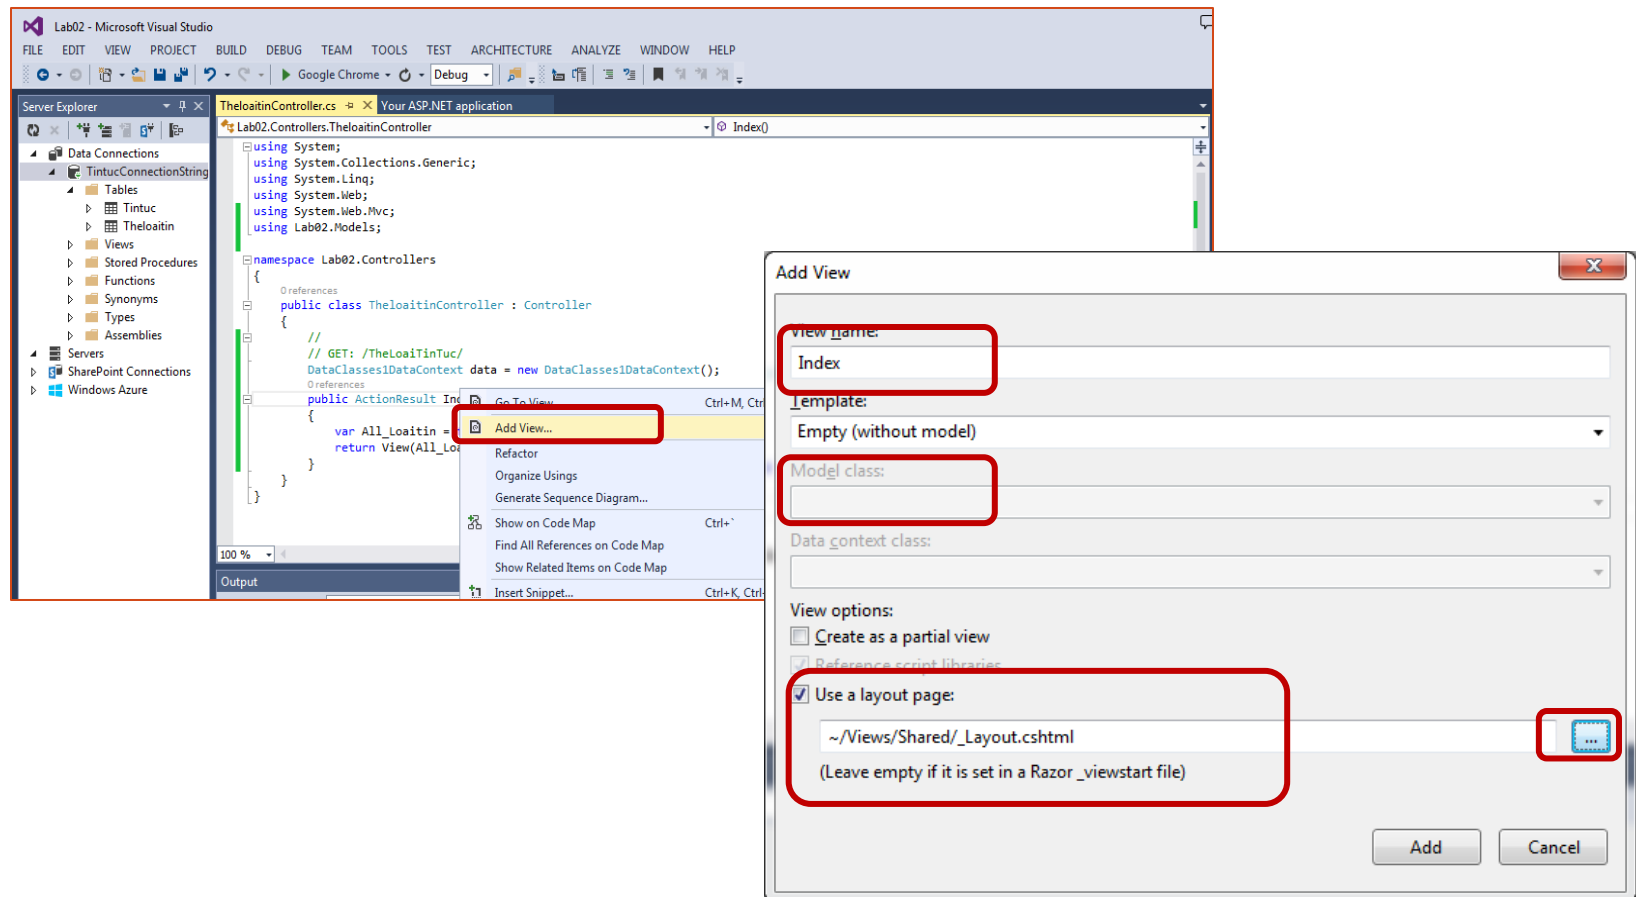 Lab02 - Microsoft Visual Studio
FILE EDIT VIEW PROJECT BUILD DEBUG TEAM TOOLS TEST ARCHITECTURE ANALYZE WINDOW HELP
Google Chrome Debug
Server Explorer
TheloaitinController.cs Your ASP.NET application
Lab02.Controllers.TheloaitinController Index()
Data Connections
TintucConnectionString
Tables
Tintuc
Theloaitin
Views
Stored Procedures
Functions
Synonyms
Types
Assemblies
Servers
SharePoint Connections
Windows Azure
using System;
using System.Collections.Generic;
using System.Linq;
using System.Web;
using System.Web.Mvc;
using Lab02.Models;
namespace Lab02.Controllers
{
0 references
public class TheloaitinController : Controller
{
//
// GET: /TheLoaiTinTuc/
DataClasses1DataContext data = new DataClasses1DataContext();
0 references
public ActionResult Ind
{
var All_Loaitin =
return View(All_Loa
}
}
}
100 %
Output
Go To View Ctrl+M, Ctrl
Add View...
Refactor
Organize Usings
Generate Sequence Diagram...
Show on Code Map Ctrl+`
Find All References on Code Map
Show Related Items on Code Map
Insert Snippet... Ctrl+K, Ctrl
Add View
View name:
Index
Template:
Empty (without model)
Model class:
Data context class:
View options:
Create as a partial view
Reference script libraries
Use a layout page:
~/Views/Shared/_Layout.cshtml
...
(Leave empty if it is set in a Razor _viewstart file)
Add Cancel